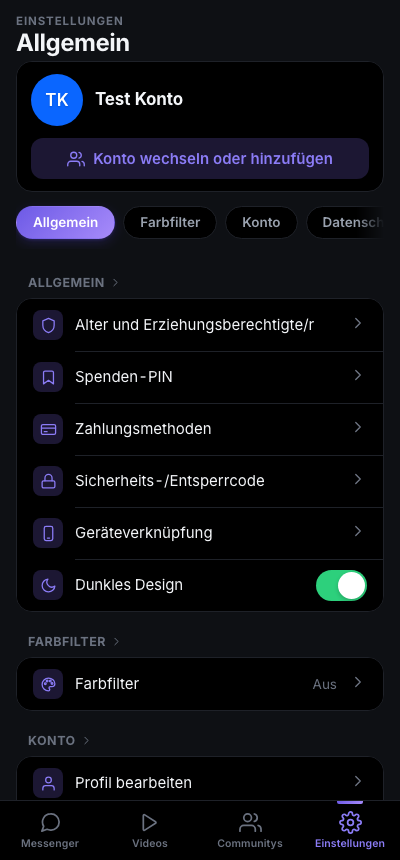 EINSTELLUNGEN
Allgemein
TK
Test Konto
Konto wechseln oder hinzufügen
Allgemein
Farbfilter
Konto
Datensch
ALLGEMEIN
Alter und Erziehungsberechtigte/r
Spenden-PIN
Zahlungsmethoden
Sicherheits-/Entsperrcode
Geräteverknüpfung
Dunkles Design
FARBFILTER
Farbfilter
Aus
KONTO
Profil bearbeiten
Messenger
Videos
Communitys
Einstellungen